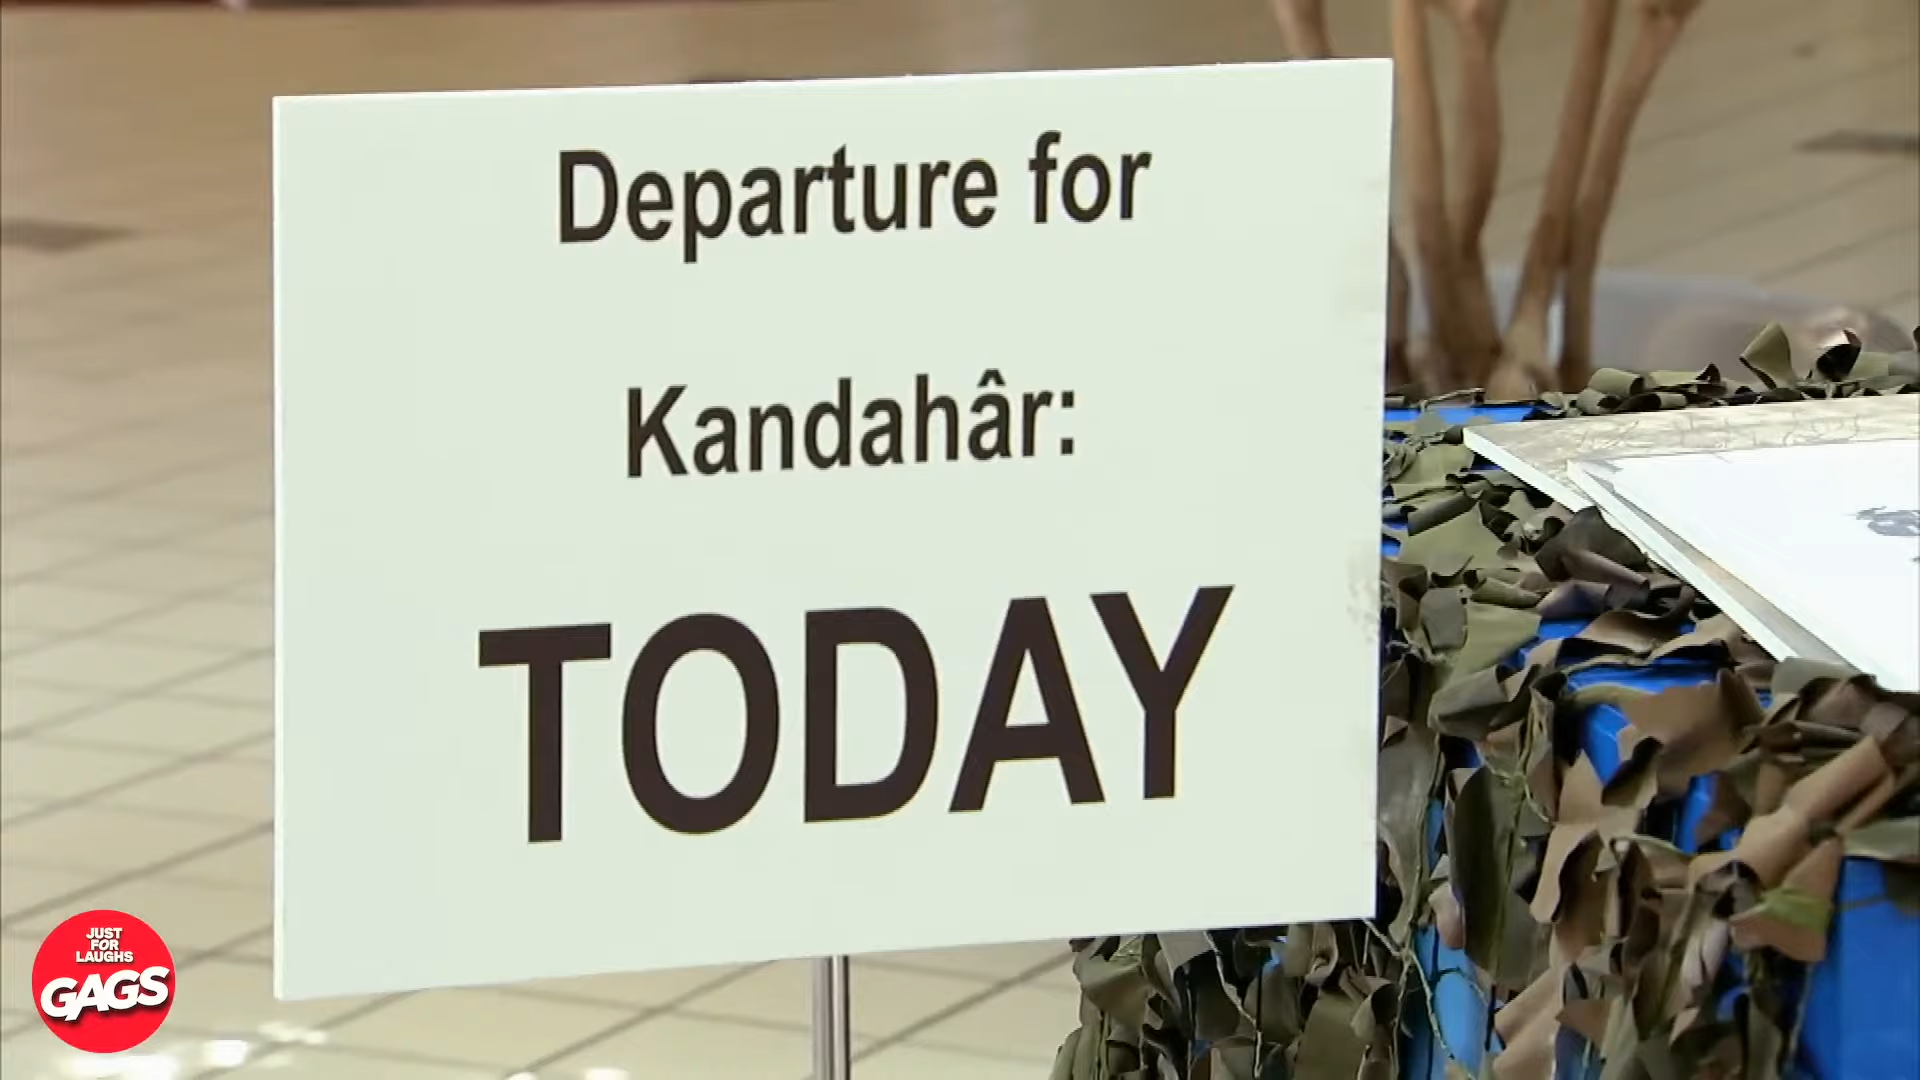 Departure for
Kandahâr:
TODAY
JUST
FOR
LAUGHS
GAGS